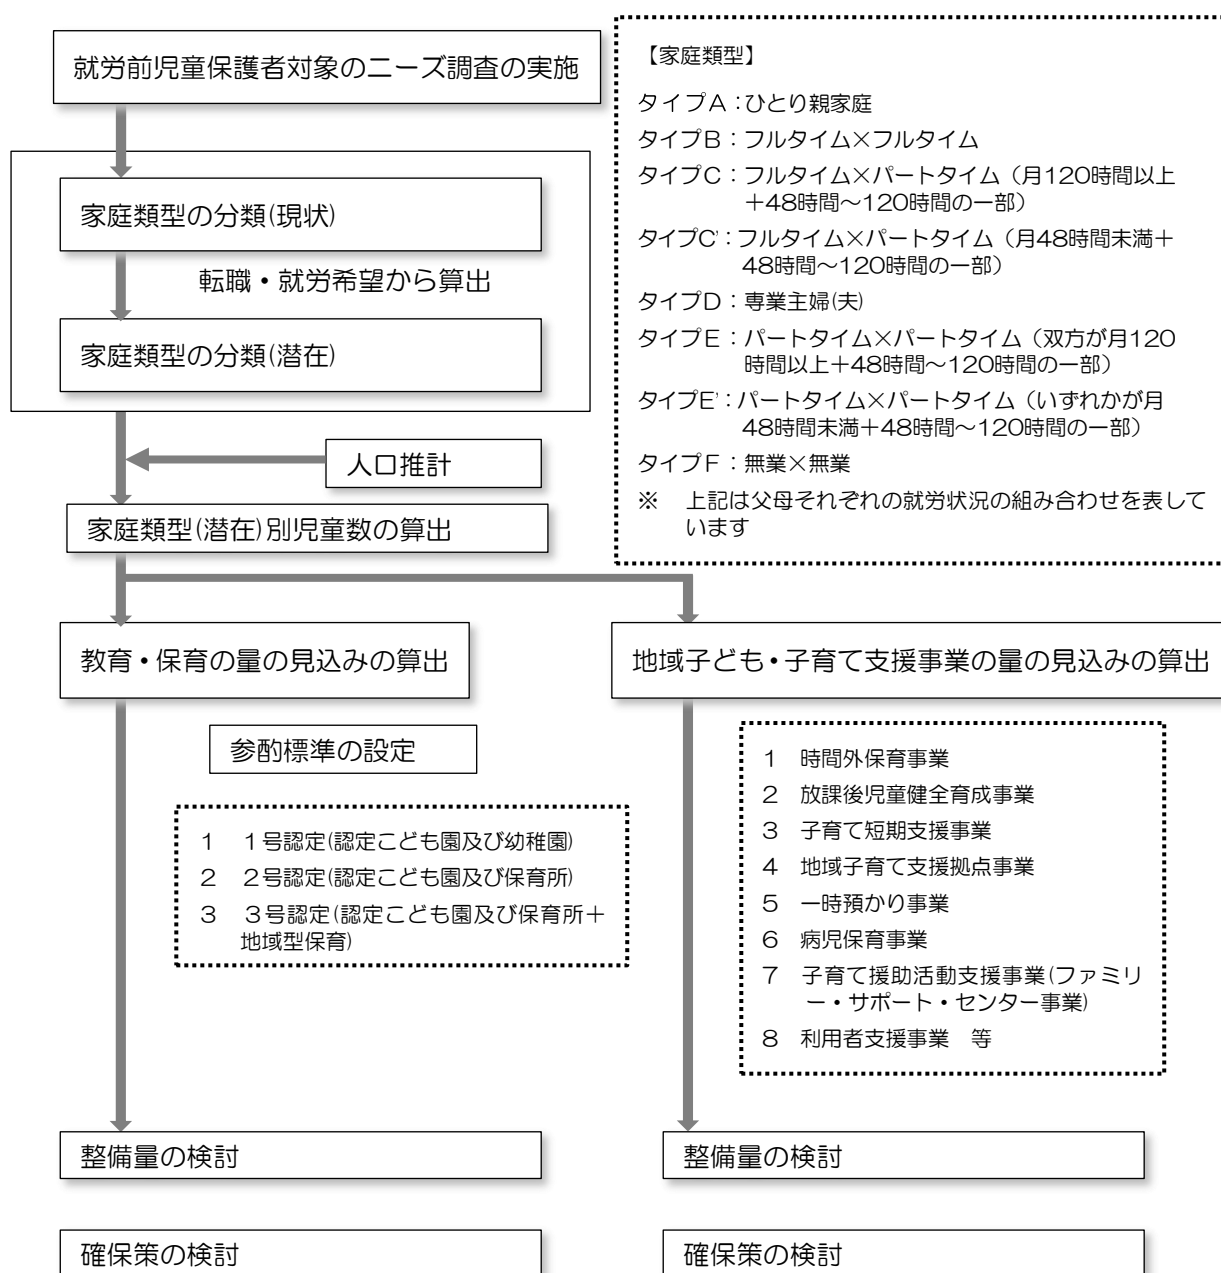 就労前児童保護者対象のニーズ調査の実施
家庭類型の分類(現状)
転職・就労希望から算出
家庭類型の分類(潜在)
人口推計
家庭類型(潜在)別児童数の算出
【家庭類型】
タイプA：ひとり親家庭
タイプB：フルタイム×フルタイム
タイプC：フルタイム×パートタイム（月120時間以上
＋48時間～120時間の一部）
タイプC'：フルタイム×パートタイム（月48時間未満＋
48時間～120時間の一部）
タイプD：専業主婦(夫)
タイプE：パートタイム×パートタイム（双方が月120
時間以上＋48時間～120時間の一部）
タイプE'：パートタイム×パートタイム（いずれかが月
48時間未満＋48時間～120時間の一部）
タイプF：無業×無業
※　上記は父母それぞれの就労状況の組み合わせを表して
います
教育・保育の量の見込みの算出
参酌標準の設定
1　1号認定(認定こども園及び幼稚園)
2　2号認定(認定こども園及び保育所)
3　3号認定(認定こども園及び保育所＋
地域型保育)
整備量の検討
確保策の検討
地域子ども・子育て支援事業の量の見込みの算出
1　時間外保育事業
2　放課後児童健全育成事業
3　子育て短期支援事業
4　地域子育て支援拠点事業
5　一時預かり事業
6　病児保育事業
7　子育て援助活動支援事業(ファミリ
ー・サポート・センター事業)
8　利用者支援事業　等
整備量の検討
確保策の検討